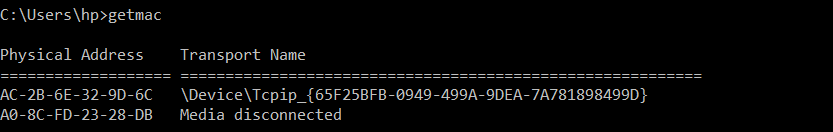 C:\Users\hp>getmac
Physical Address    Transport Name
=================== ==========================================================
AC-2B-6E-32-9D-6C   \Device\Tcpip_{65F25BFB-0949-499A-9DEA-7A781898499D}
A0-8C-FD-23-28-DB   Media disconnected